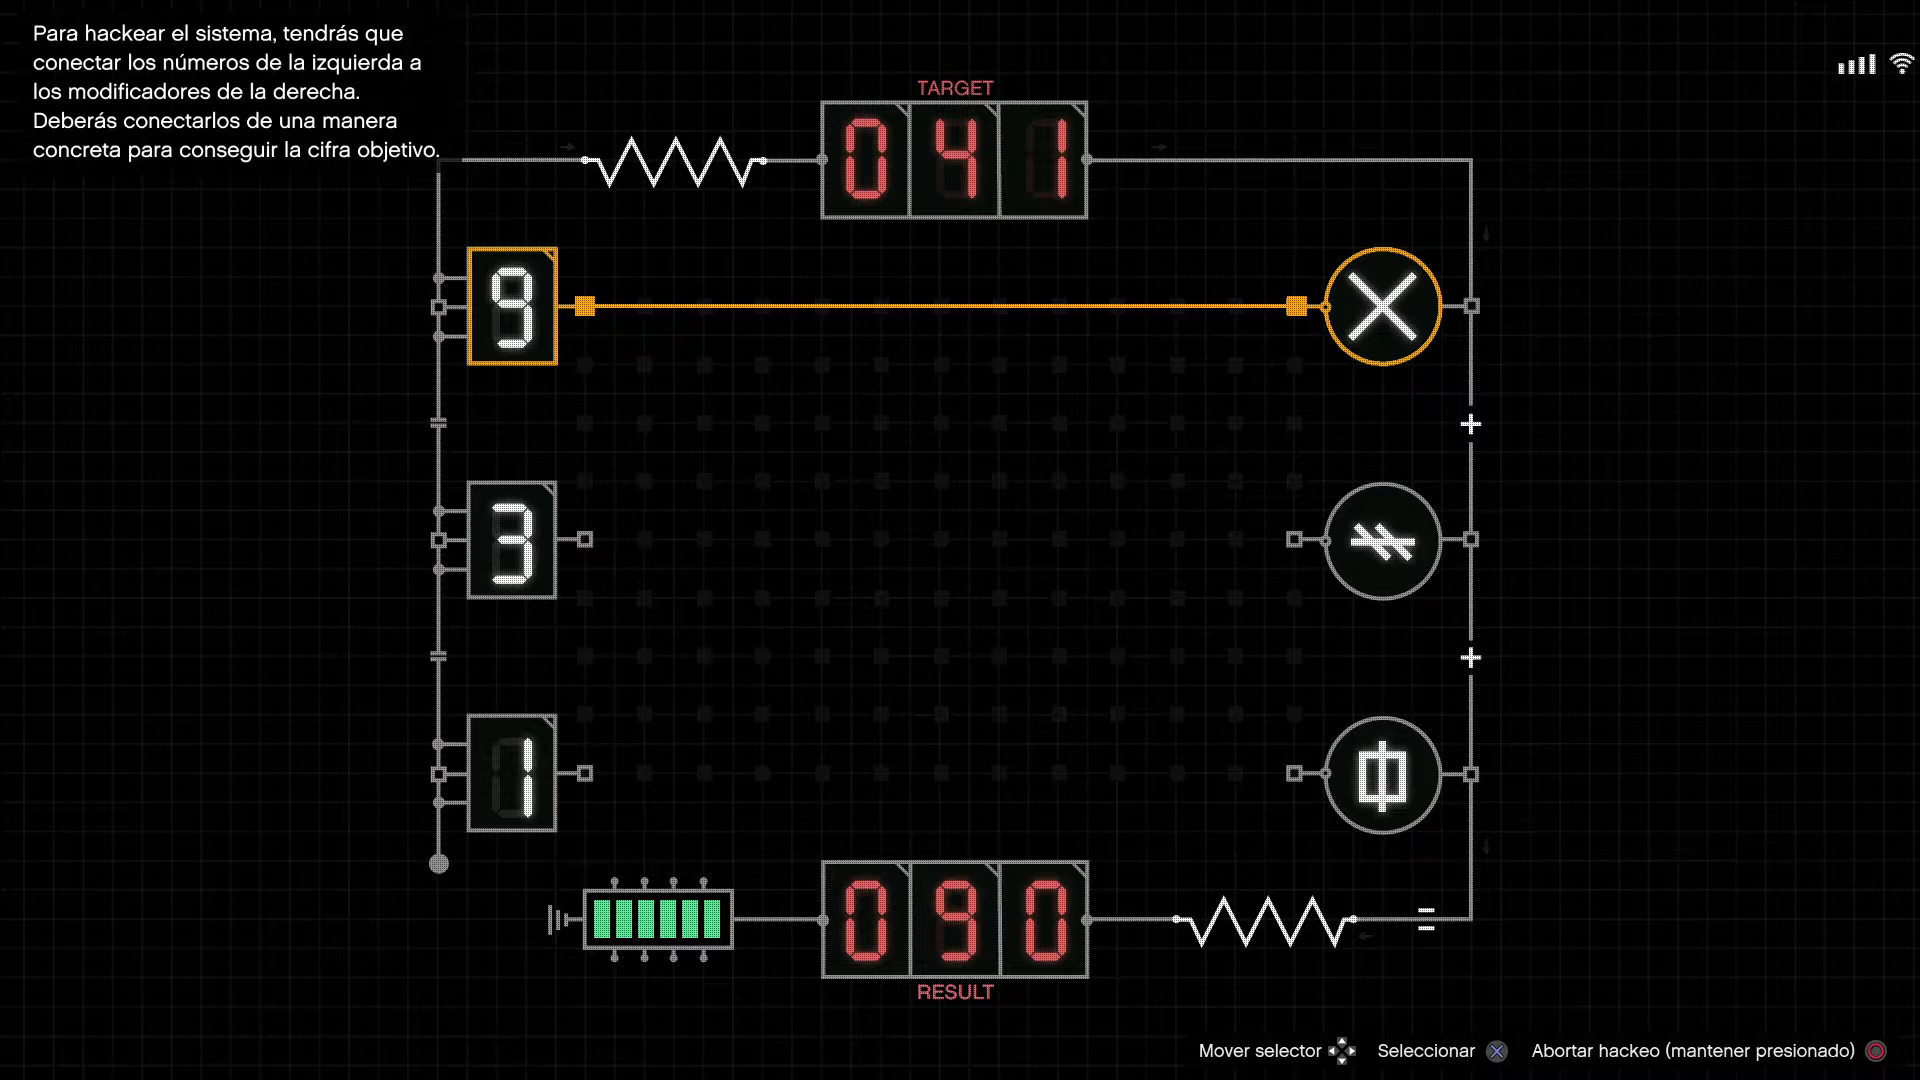 Para hackear el sistema, tendrás que
conectar los números de la izquierda a
los modificadores de la derecha.
Deberás conectarlos de una manera
concreta para conseguir la cifra objetivo.
TARGET
041
9
3
1
+
+
090
=
RESULT
Mover selector Seleccionar Abortar hackeo (mantener presionado)